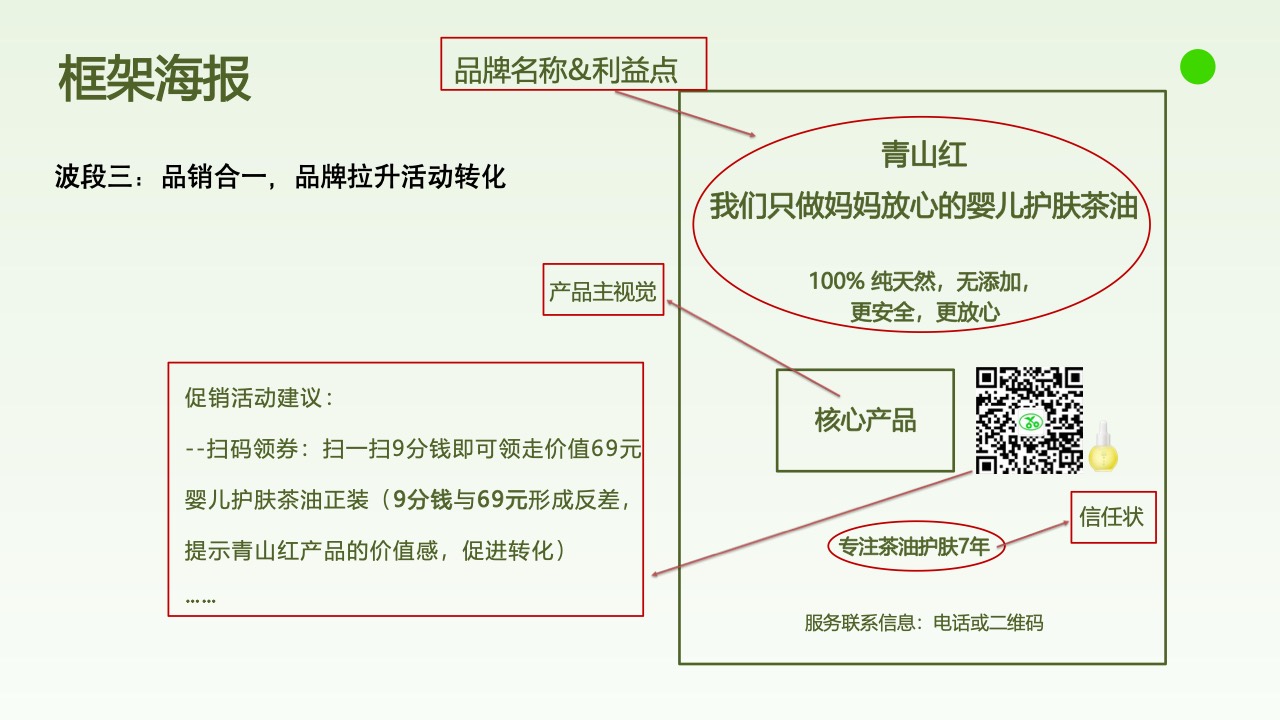 框架海报
品牌名称&利益点
波段三：品销合一，品牌拉升活动转化
青山红
我们只做妈妈放心的婴儿护肤茶油
100% 纯天然，无添加，
更安全，更放心
产品主视觉
核心产品
促销活动建议：
--扫码领券：扫一扫9分钱即可领走价值69元
婴儿护肤茶油正装（9分钱与69元形成反差，
提示青山红产品的价值感，促进转化）
……
信任状
专注茶油护肤7年
服务联系信息：电话或二维码